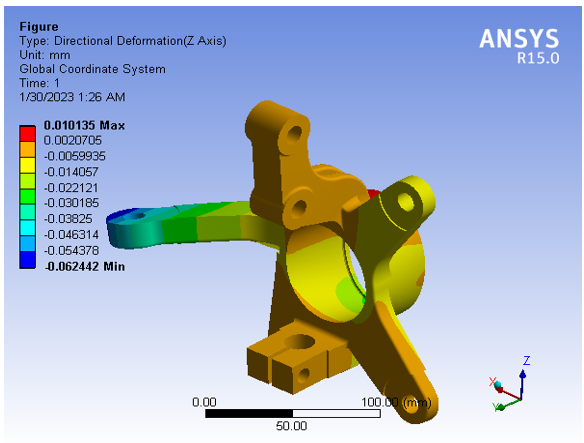 Figure
Type: Directional Deformation(Z Axis)
Unit: mm
Global Coordinate System
Time: 1
1/30/2023 1:26 AM
ANSYS
R15.0
0.010135 Max
0.0020705
-0.0059935
-0.014057
-0.022121
-0.030185
-0.03825
-0.046314
-0.054378
-0.062442 Min
0.00
100.00 (mm)
50.00
Z
X
Y